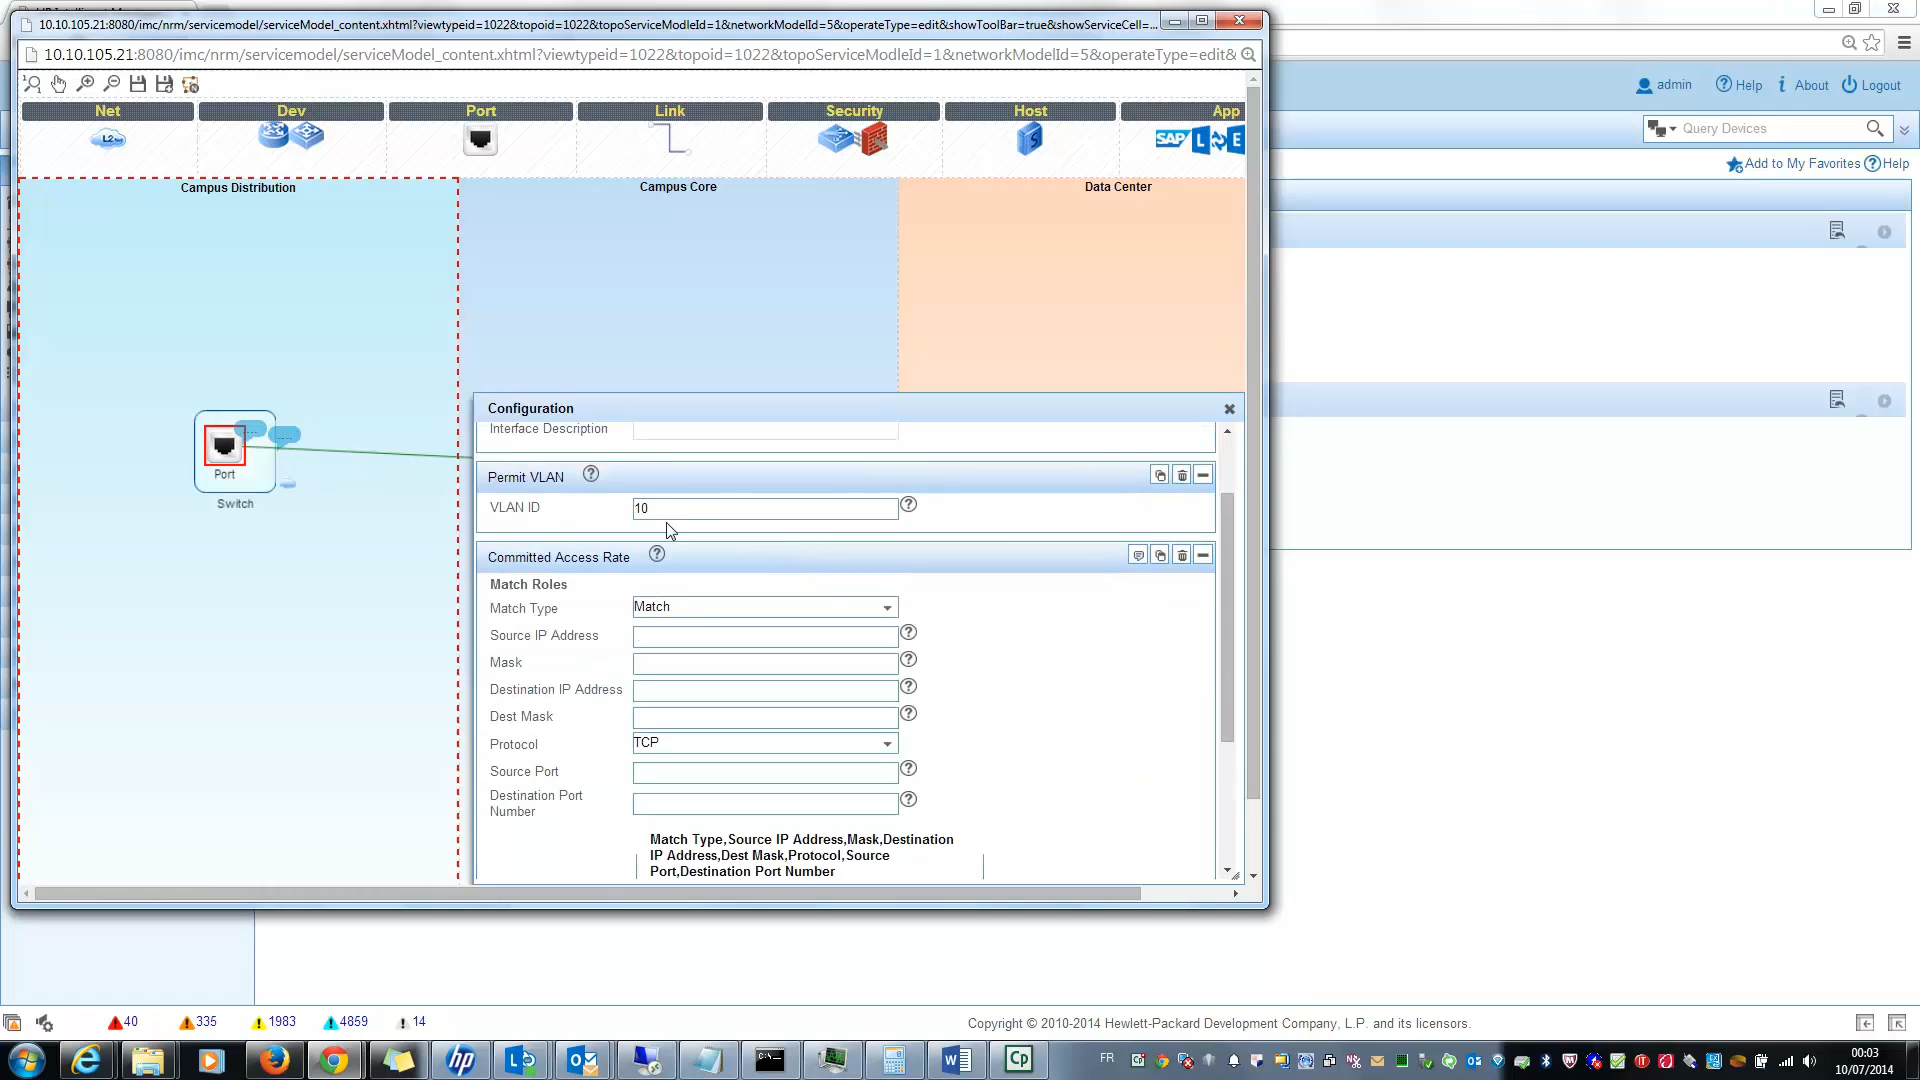 10.10.105.21:8080/imc/nrm/servicemodel/serviceModel_content.xhtml?viewtypeid=1022&topoid=1022&topoServiceModleId=1&networkModelId=5&operateType=edit&showToolBar=true&showServiceCell=...
10.10.105.21:8080/imc/nrm/servicemodel/serviceModel_content.xhtml?viewtypeid=1022&topoid=1022&topoServiceModleId=1&networkModelId=5&operateType=edit&
admin Help About Logout
Net Dev Port Link Security Host App
L2 SAP L E
Query Devices
Add to My Favorites Help
Campus Distribution Campus Core Data Center
Configuration
Interface Description
Permit VLAN
VLAN ID 10
Port
Switch
Committed Access Rate
Match Roles
Match Type Match
Source IP Address
Mask
Destination IP Address
Dest Mask
Protocol TCP
Source Port
Destination Port
Number
Match Type,Source IP Address,Mask,Destination
IP Address,Dest Mask,Protocol,Source
Port,Destination Port Number
40 335 1983 4859 14
Copyright © 2010-2014 Hewlett-Packard Development Company, L.P. and its licensors.
FR
00:03
10/07/2014